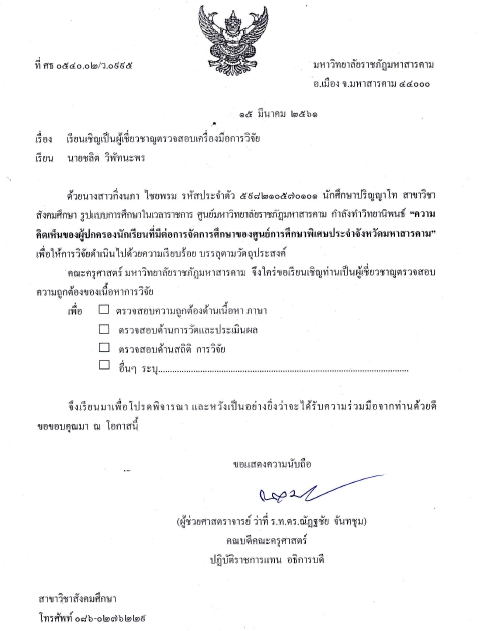 ที่ ศธ ๐๕๔๐.๐๒/ว.๐๙๙๕
มหาวิทยาลัยราชภัฏมหาสารคาม
อ.เมือง จ.มหาสารคาม ๔๔๐๐๐
๑๕ มีนาคม ๒๕๖๑
เรื่อง เรียนเชิญเป็นผู้เชี่ยวชาญตรวจสอบเครื่องมือการวิจัย
เรียน นายชลิต วิพัทนะพร
ด้วยนางสาวกิ่งนภา ไชยพรม รหัสประจำตัว ๕๙๘๒๑๐๕๗๐๑๐๑ นักศึกษาปริญญาโท สาขาวิชา
สังคมศึกษา รูปแบบการศึกษาในเวลาราชการ ศูนย์มหาวิทยาลัยราชภัฏมหาสารคาม กำลังทำวิทยานิพนธ์ “ความ
คิดเห็นของผู้ปกครองนักเรียนที่มีต่อการจัดการศึกษาของศูนย์การศึกษาพิเศษประจำจังหวัดมหาสารคาม”
เพื่อให้การวิจัยดำเนินไปด้วยความเรียบร้อย บรรลุตามวัตถุประสงค์
คณะครุศาสตร์ มหาวิทยาลัยราชภัฏมหาสารคาม จึงใคร่ขอเรียนเชิญท่านเป็นผู้เชี่ยวชาญตรวจสอบ
ความถูกต้องของเนื้อหาการวิจัย
เพื่อ ☐ ตรวจสอบความถูกต้องด้านเนื้อหา ภาษา
☐ ตรวจสอบด้านการวัดและประเมินผล
☐ ตรวจสอบด้านสถิติ การวิจัย
☐ อื่นๆ ระบุ..........................................................................................
จึงเรียนมาเพื่อโปรดพิจารณา และหวังเป็นอย่างยิ่งว่าจะได้รับความร่วมมือจากท่านด้วยดี
ขอขอบคุณมา ณ โอกาสนี้
ขอแสดงความนับถือ
(ผู้ช่วยศาสตราจารย์ ว่าที่ ร.ท.ดร.ณัฏฐชัย จันทชุม)
คณบดีคณะครุศาสตร์
ปฏิบัติราชการแทน อธิการบดี
สาขาวิชาสังคมศึกษา
โทรศัพท์ ๐๘๖-๐๒๗๖๒๒๙